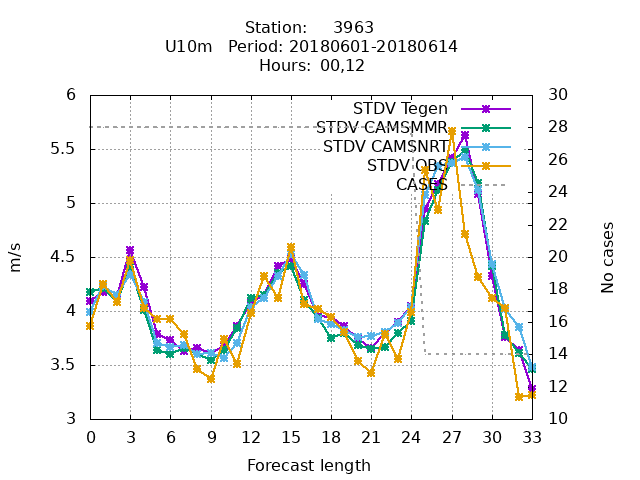 Station: 3963
U10m Period: 20180601-20180614
Hours: 00,12
STDV Tegen
STDV CAMSMMR
STDV CAMSNRT
STDV OBS
CASES
6
5.5
5
4.5
4
3.5
3
30
28
26
24
22
20
18
16
14
12
10
m/s
No cases
0 3 6 9 12 15 18 21 24 27 30 33
Forecast length